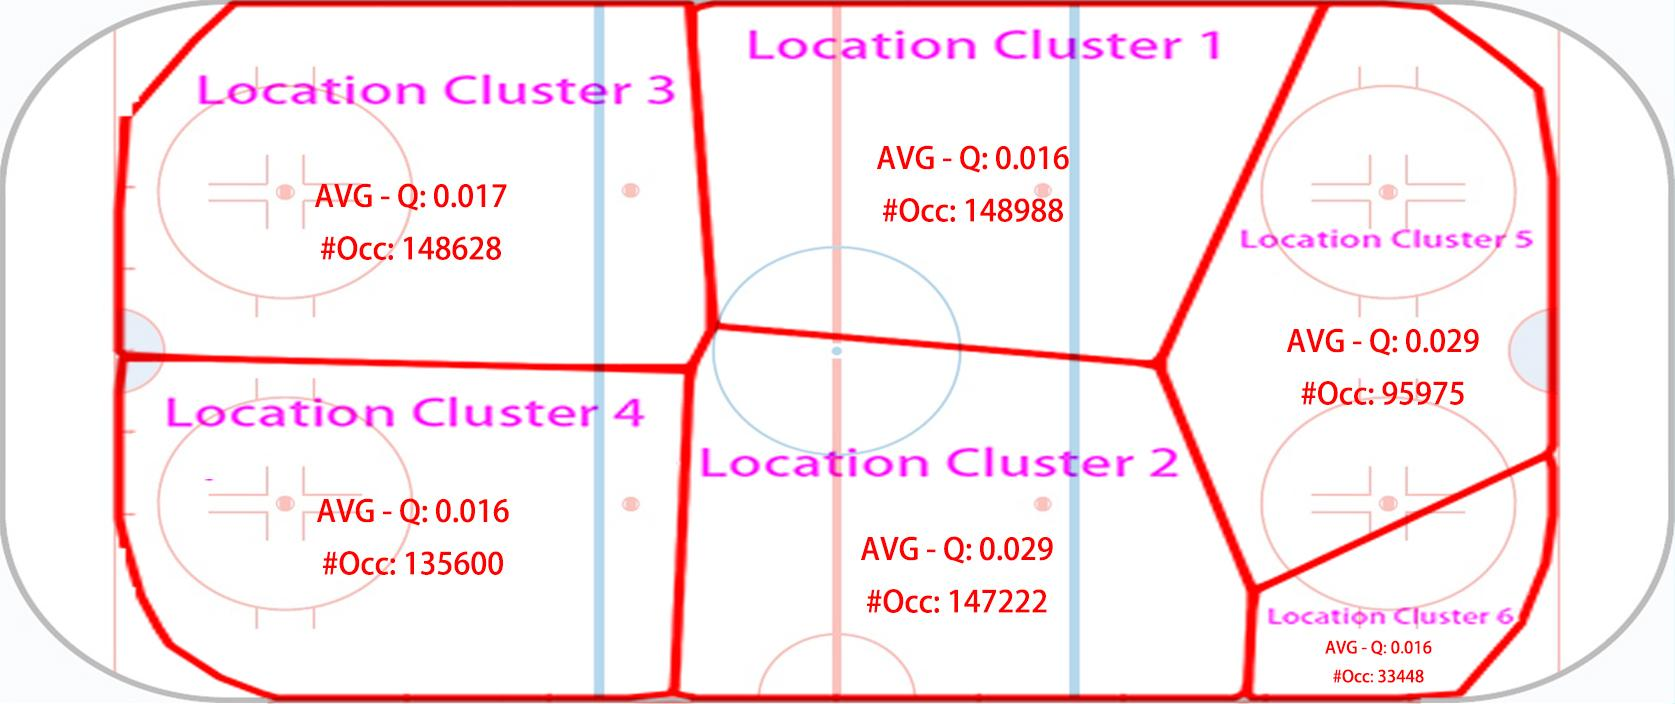 Location Cluster 3
AVG - Q: 0.017
#Occ: 148628
Location Cluster 1
AVG - Q: 0.016
#Occ: 148988
Location Cluster 5
AVG - Q: 0.029
#Occ: 95975
Location Cluster 4
AVG - Q: 0.016
#Occ: 135600
Location Cluster 2
AVG - Q: 0.029
#Occ: 147222
Location Cluster 6
AVG - Q: 0.016
#Occ: 33448